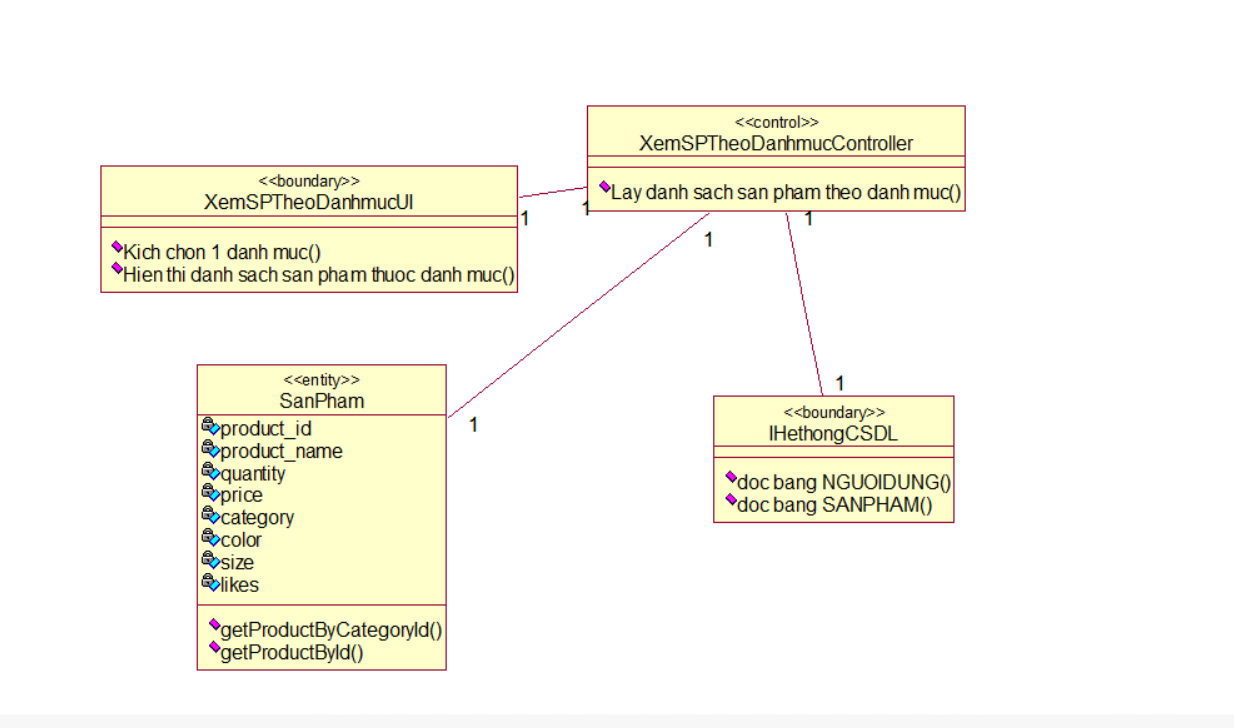 <<control>>
XemSPTheoDanhmucController
Lay danh sach san pham theo danh muc()
<<boundary>>
XemSPTheoDanhmucUI
Kich chon 1 danh muc()
Hien thi danh sach san pham thuoc danh muc()
1
1
1
1
1
1
<<entity>>
SanPham
product_id
product_name
quantity
price
category
color
size
likes
getProductByCategoryId()
getProductById()
<<boundary>>
IHethongCSDL
doc bang NGUOIDUNG()
doc bang SANPHAM()